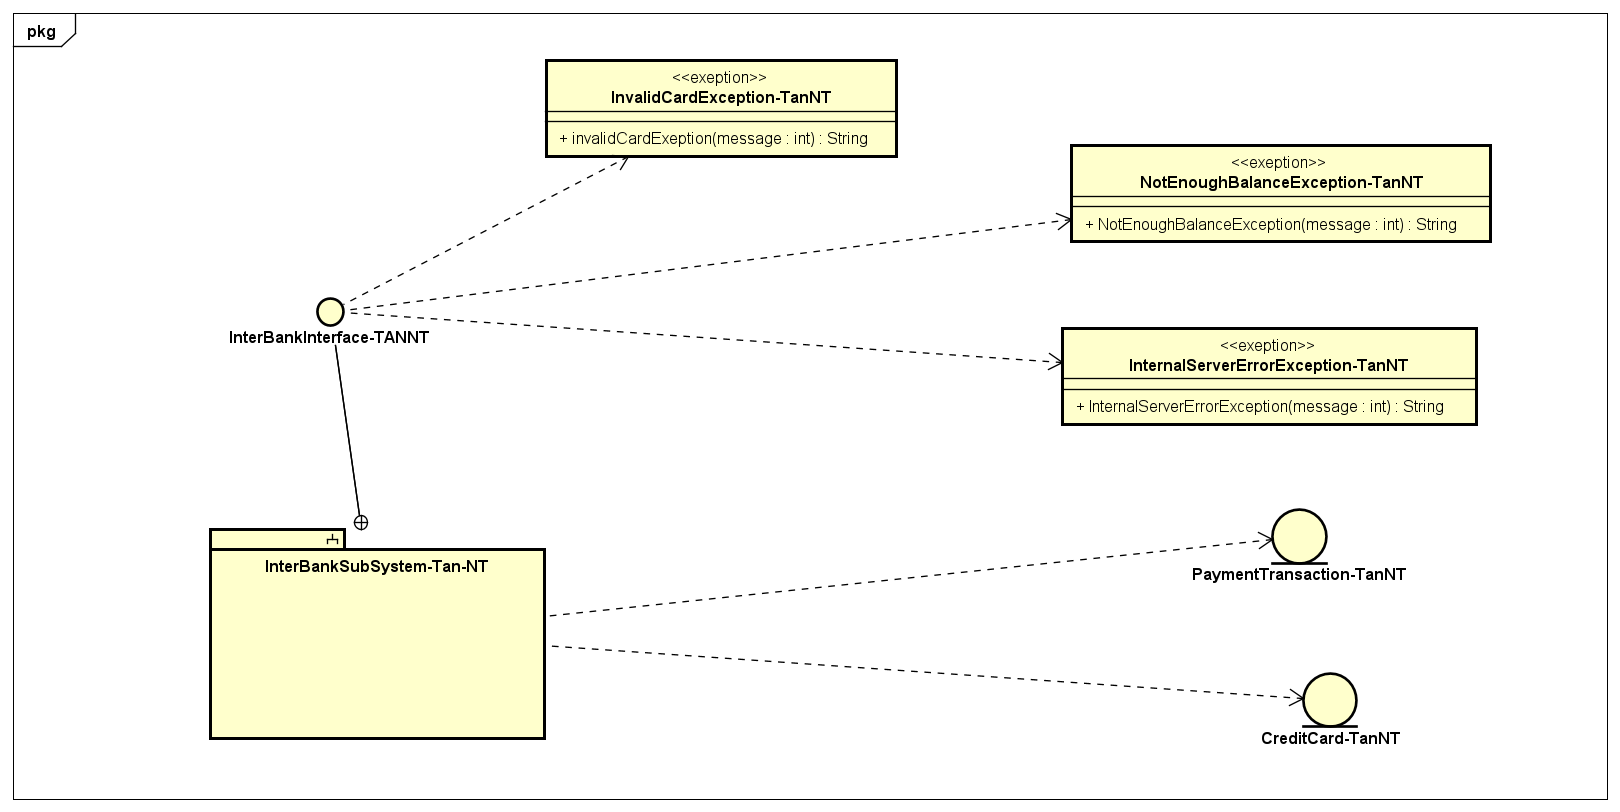 pkg
<<exeption>>
InvalidCardException-TanNT
+ invalidCardExeption(message : int) : String
<<exeption>>
NotEnoughBalanceException-TanNT
+ NotEnoughBalanceException(message : int) : String
InterBankInterface-TANNT
<<exeption>>
InternalServerErrorException-TanNT
+ InternalServerErrorException(message : int) : String
InterBankSubSystem-Tan-NT
PaymentTransaction-TanNT
CreditCard-TanNT